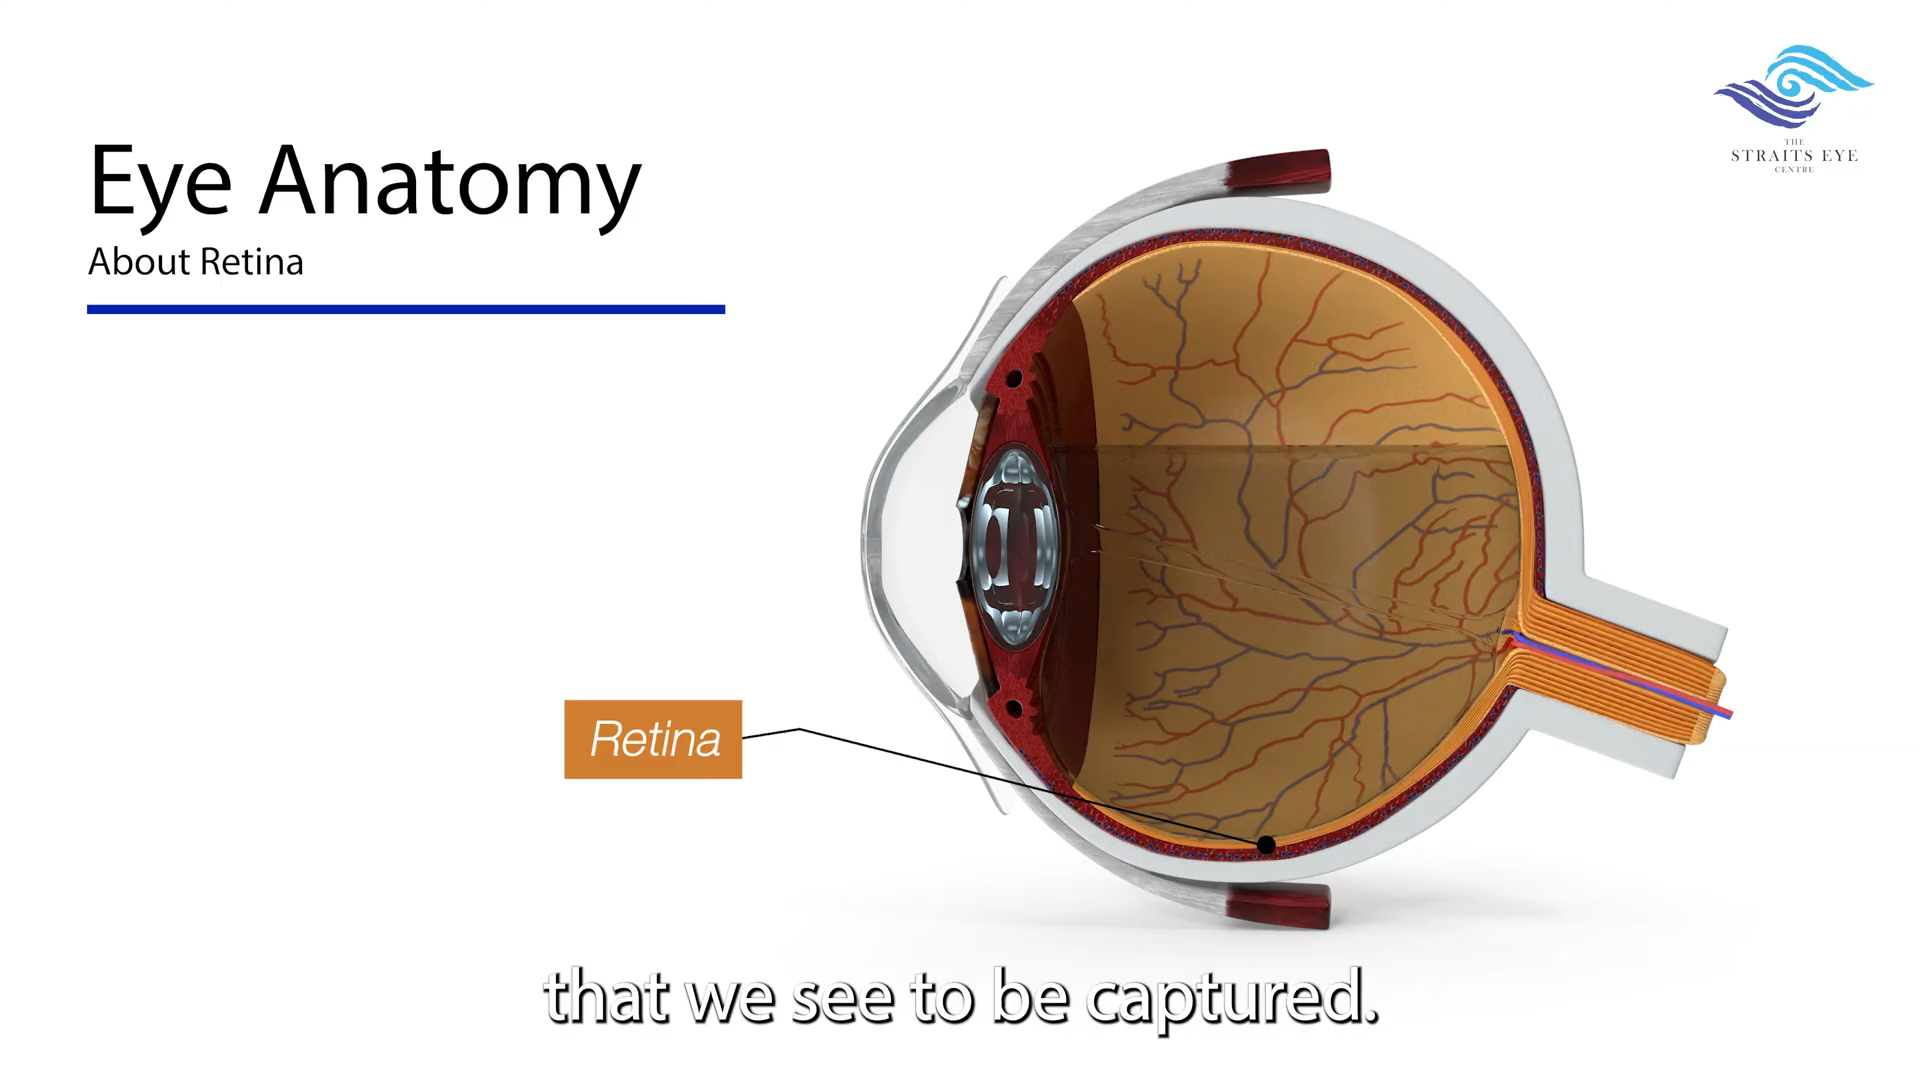 THE
STRAITS EYE
CENTRE
Eye Anatomy
About Retina
Retina
that we see to be captured.